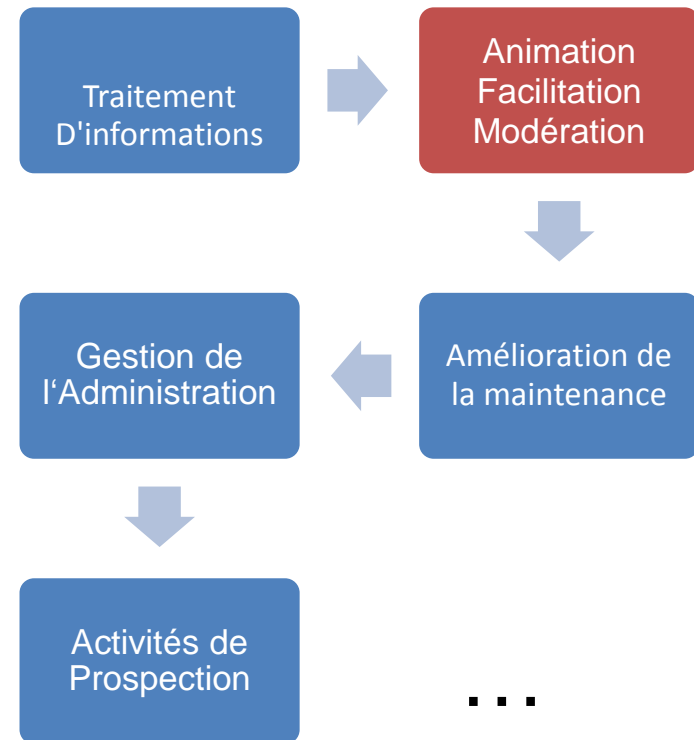 Traitement
D'informations
Animation
Facilitation
Modération
Amélioration de
la maintenance
Gestion de
l‘Administration
Activités de
Prospection
...